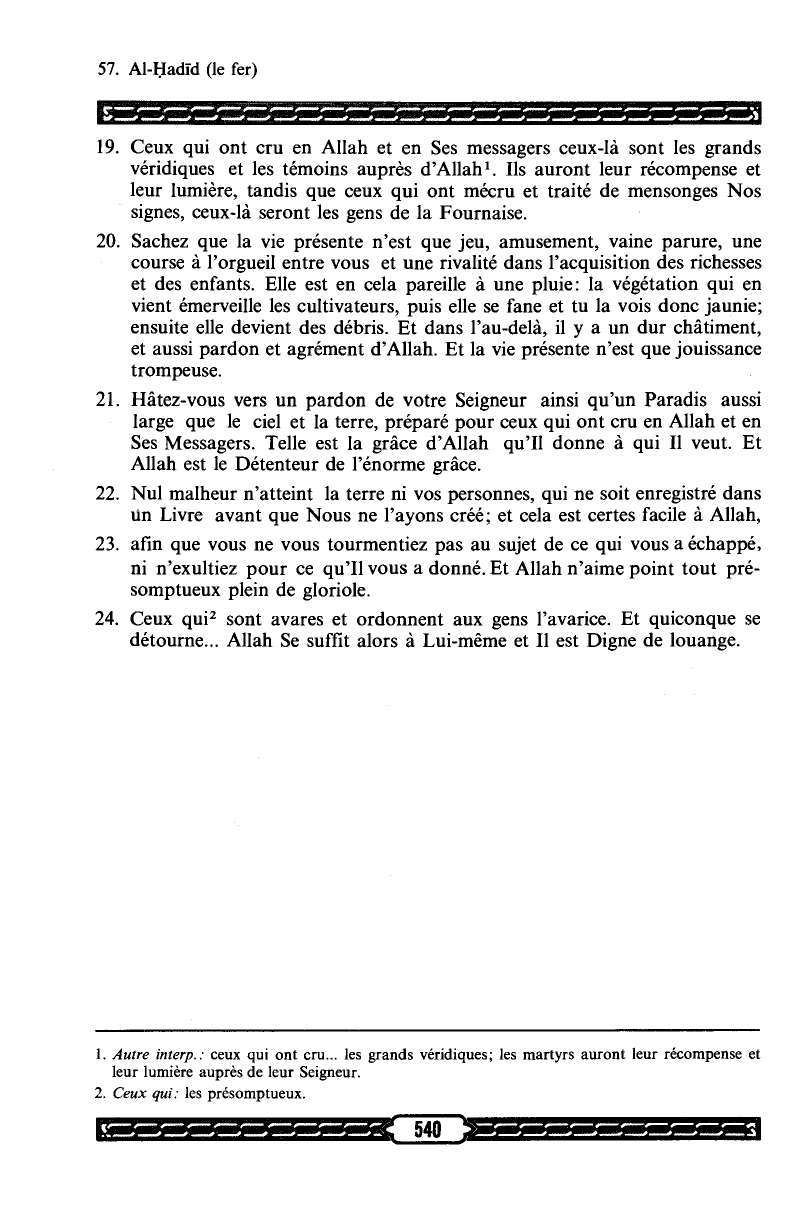 57. Al-Ḥadīd (le fer)
19. Ceux qui ont cru en Allah et en Ses messagers ceux-là sont les grands
véridiques et les témoins auprès d'Allah¹. Ils auront leur récompense et
leur lumière, tandis que ceux qui ont mécru et traité de mensonges Nos
signes, ceux-là seront les gens de la Fournaise.
20. Sachez que la vie présente n'est que jeu, amusement, vaine parure, une
course à l'orgueil entre vous et une rivalité dans l'acquisition des richesses
et des enfants. Elle est en cela pareille à une pluie: la végétation qui en
vient émerveille les cultivateurs, puis elle se fane et tu la vois donc jaunie;
ensuite elle devient des débris. Et dans l'au-delà, il y a un dur châtiment,
et aussi pardon et agrément d'Allah. Et la vie présente n'est que jouissance
trompeuse.
21. Hâtez-vous vers un pardon de votre Seigneur ainsi qu'un Paradis aussi
large que le ciel et la terre, préparé pour ceux qui ont cru en Allah et en
Ses Messagers. Telle est la grâce d'Allah qu'Il donne à qui Il veut. Et
Allah est le Détenteur de l'énorme grâce.
22. Nul malheur n'atteint la terre ni vos personnes, qui ne soit enregistré dans
un Livre avant que Nous ne l'ayons créé; et cela est certes facile à Allah,
23. afin que vous ne vous tourmentiez pas au sujet de ce qui vous a échappé,
ni n'exultiez pour ce qu'Il vous a donné. Et Allah n'aime point tout pré-
somptueux plein de gloriole.
24. Ceux qui² sont avares et ordonnent aux gens l'avarice. Et quiconque se
détourne... Allah Se suffit alors à Lui-même et Il est Digne de louange.
1. Autre interp.: ceux qui ont cru... les grands véridiques; les martyrs auront leur récompense et
leur lumière auprès de leur Seigneur.
2. Ceux qui: les présomptueux.
540